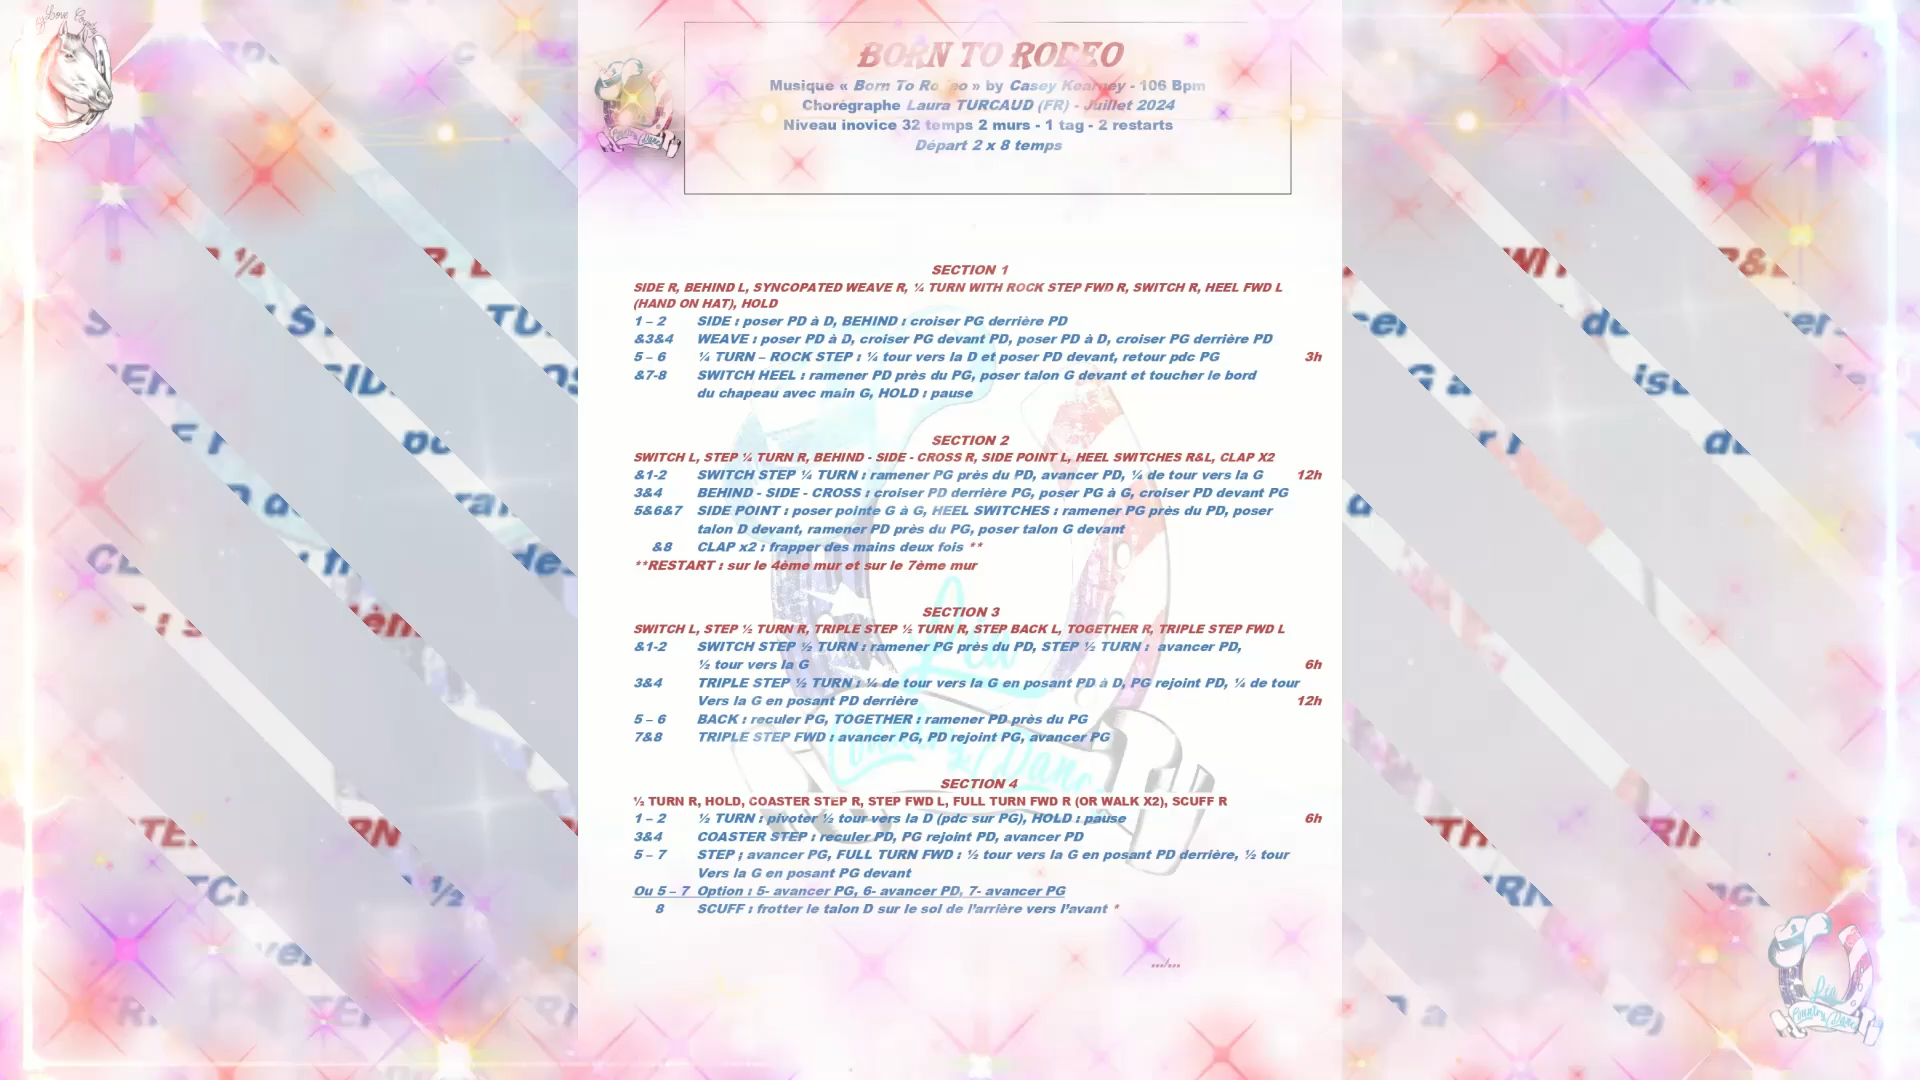 BORN TO RODEO
Musique « Born To Rodeo » by Casey Kearney - 106 Bpm
Chorégraphe Laura TURCAUD (FR) - Juillet 2024
Niveau inovice 32 temps 2 murs - 1 tag - 2 restarts
Départ 2 x 8 temps
SECTION 1
SIDE R, BEHIND L, SYNCOPATED WEAVE R, ¼ TURN WITH ROCK STEP FWD R, SWITCH R, HEEL FWD L
(HAND ON HAT), HOLD
1 – 2 SIDE : poser PD à D, BEHIND : croiser PG derrière PD
&3&4 WEAVE : poser PD à D, croiser PG devant PD, poser PD à D, croiser PG derrière PD
5 – 6 ¼ TURN – ROCK STEP : ¼ tour vers la D et poser PD devant, retour pdc PG 3h
&7-8 SWITCH HEEL : ramener PD près du PG, poser talon G devant et toucher le bord
du chapeau avec main G, HOLD : pause
SECTION 2
SWITCH L, STEP ¼ TURN R, BEHIND - SIDE - CROSS R, SIDE POINT L, HEEL SWITCHES R&L, CLAP X2
&1-2 SWITCH STEP ¼ TURN : ramener PG près du PD, avancer PD, ¼ de tour vers la G 12h
3&4 BEHIND - SIDE - CROSS : croiser PD derrière PG, poser PG à G, croiser PD devant PG
5&6&7 SIDE POINT : poser pointe G à G, HEEL SWITCHES : ramener PG près du PD, poser
talon D devant, ramener PD près du PG, poser talon G devant
&8 CLAP x2 : frapper des mains deux fois **
**RESTART : sur le 4ème mur et sur le 7ème mur
SECTION 3
SWITCH L, STEP ½ TURN R, TRIPLE STEP ½ TURN R, STEP BACK L, TOGETHER R, TRIPLE STEP FWD L
&1-2 SWITCH STEP ½ TURN : ramener PG près du PD, STEP ½ TURN : avancer PD,
½ tour vers la G 6h
3&4 TRIPLE STEP ½ TURN : ¼ de tour vers la G en posant PD à D, PG rejoint PD, ¼ de tour
Vers la G en posant PD derrière 12h
5 – 6 BACK : reculer PG, TOGETHER : ramener PD près du PG
7&8 TRIPLE STEP FWD : avancer PG, PD rejoint PG, avancer PG
SECTION 4
½ TURN R, HOLD, COASTER STEP R, STEP FWD L, FULL TURN FWD R (OR WALK X2), SCUFF R
1 – 2 ½ TURN : pivoter ½ tour vers la D (pdc sur PG), HOLD : pause 6h
3&4 COASTER STEP : reculer PD, PG rejoint PD, avancer PD
5 – 7 STEP : avancer PG, FULL TURN FWD : ½ tour vers la G en posant PD derrière, ½ tour
Vers la G en posant PG devant
Ou 5 – 7 Option : 5- avancer PG, 6- avancer PD, 7- avancer PG
8 SCUFF : frotter le talon D sur le sol de l'arrière vers l'avant *
.../...
Lia
Country Dance